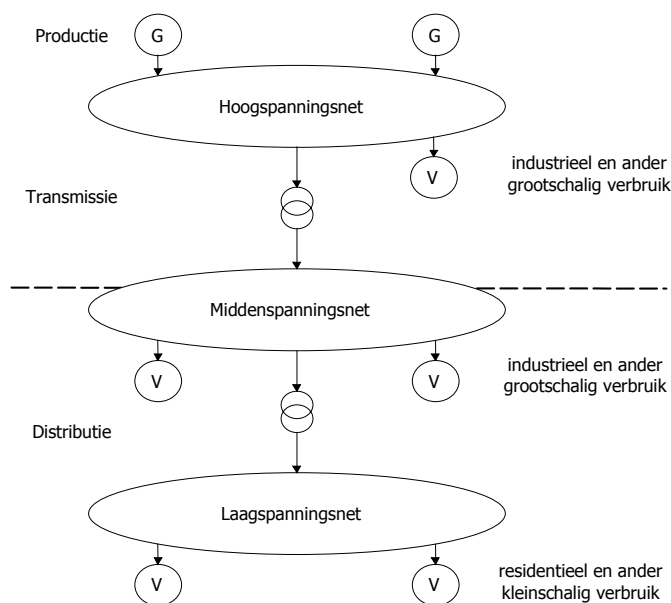 Productie
G
G
Hoogspanningsnet
V
industrieel en ander
grootschalig verbruik
Transmissie
Middenspanningsnet
V
V
industrieel en ander
grootschalig verbruik
Distributie
Laagspanningsnet
V
V
residentieel en ander
kleinschalig verbruik